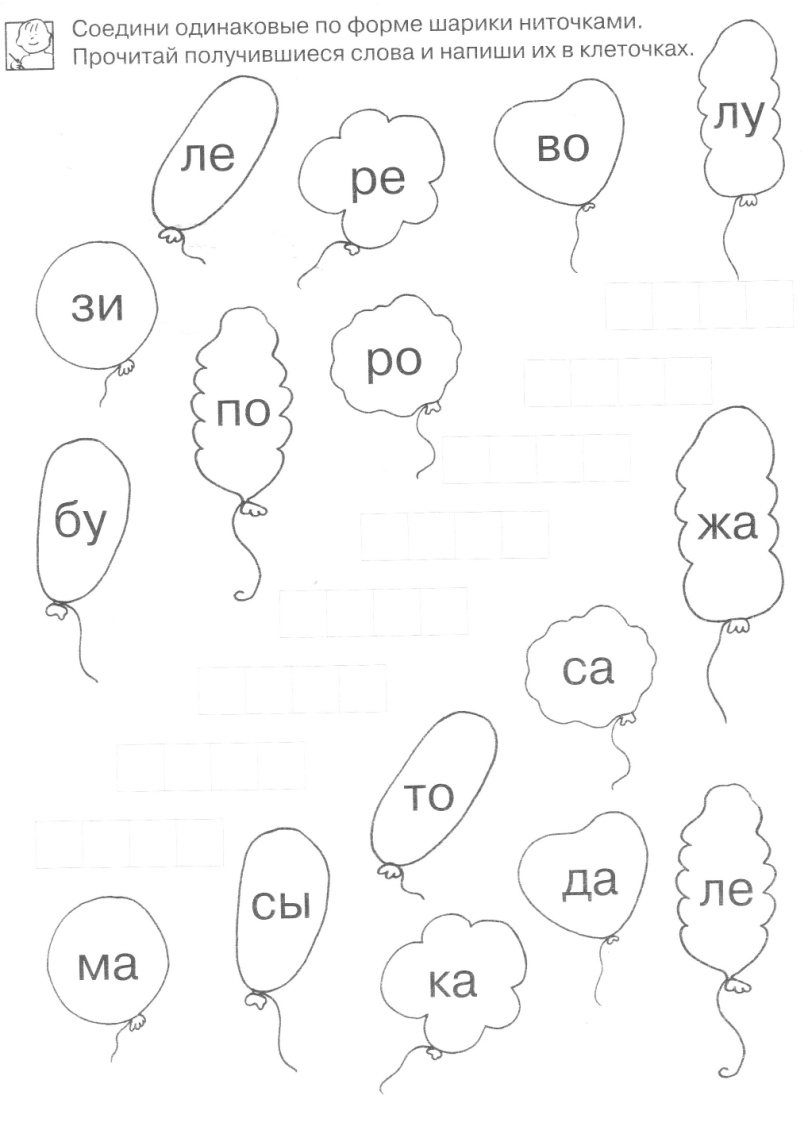 Соедини одинаковые по форме шарики ниточками.
Прочитай получившиеся слова и напиши их в клеточках.
ле
ре
во
лу
зи
по
ро
бу
жа
са
то
сы
да
ле
ма
ка